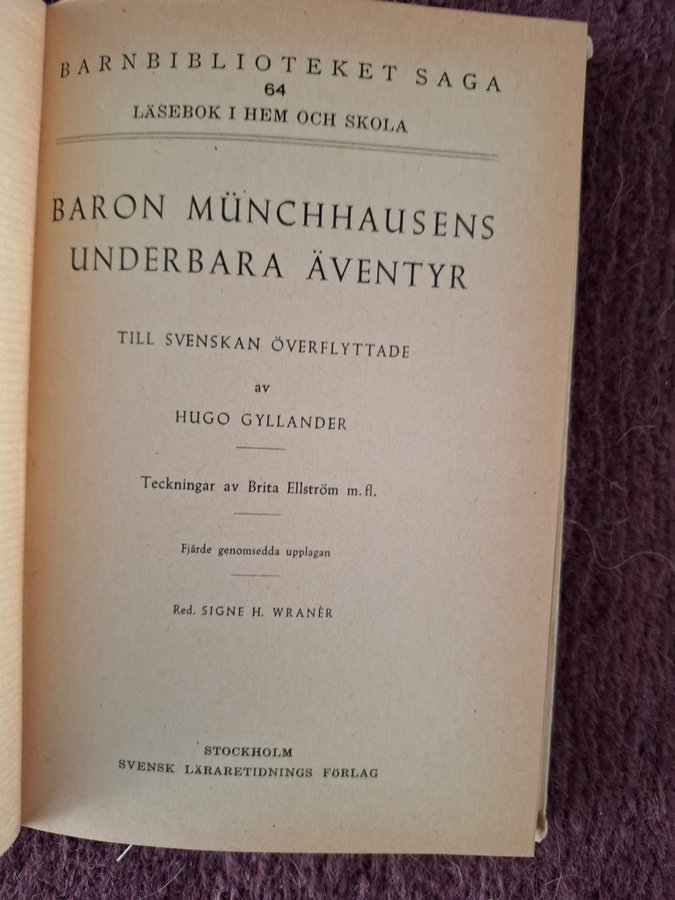 BARNBIBLIOTEKET SAGA
64
LÄSEBOK I HEM OCH SKOLA
BARON MÜNCHHAUSENS
UNDERBARA ÄVENTYR
TILL SVENSKAN ÖVERFLYTTADE
av
HUGO GYLLANDER
Teckningar av Brita Ellström m. fl.
Fjärde genomsedda upplagan
Red. SIGNE H. WRANÉR
STOCKHOLM
SVENSK LÄRARETIDNINGS FÖRLAG